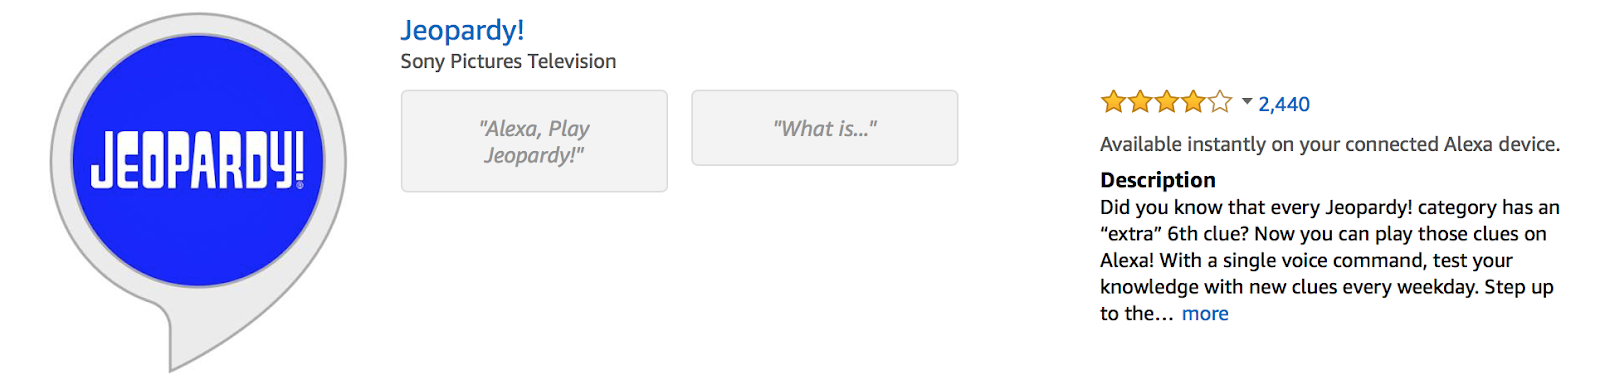 JEOPARDY!®
Jeopardy!
Sony Pictures Television
"Alexa, Play
Jeopardy!"
"What is..."
2,440
Available instantly on your connected Alexa device.
Description
Did you know that every Jeopardy! category has an
“extra” 6th clue? Now you can play those clues on
Alexa! With a single voice command, test your
knowledge with new clues every weekday. Step up
to the… more